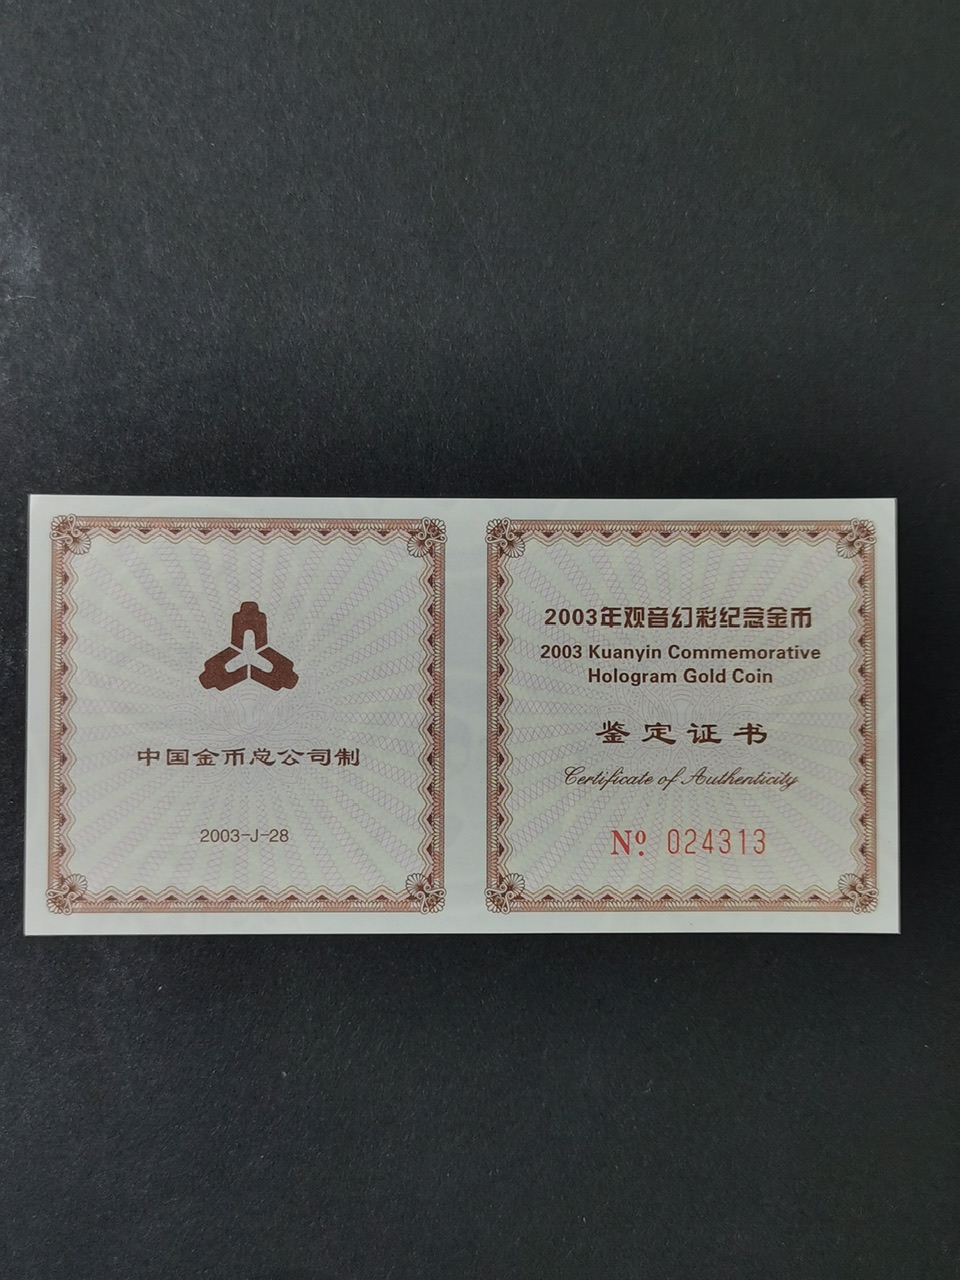 中国金币总公司制
2003-J-28
2003年观音幻彩纪念金币
2003 Kuanyin Commemorative
Hologram Gold Coin
鉴定证书
Certificate of Authenticity
Nº 024313